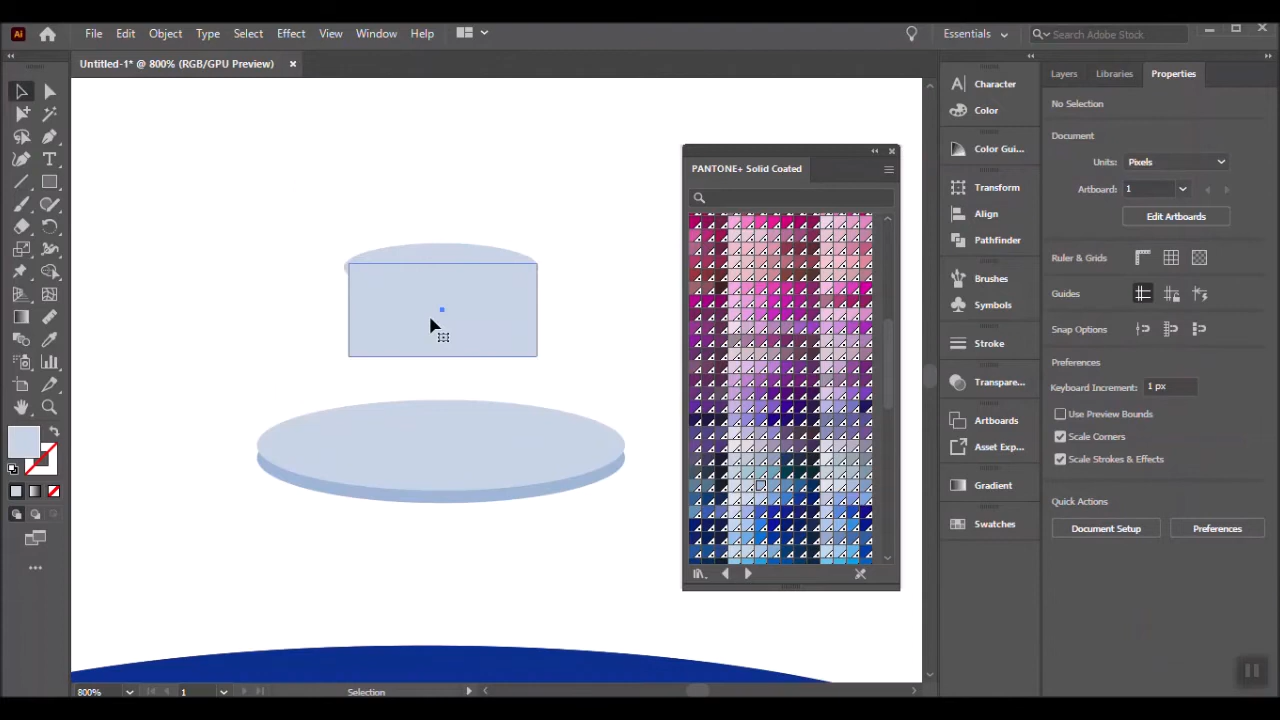 Ai File Edit Object Type Select Effect View Window Help Essentials Search Adobe Stock
Untitled-1* @ 800% (RGB/GPU Preview)
Character
Color
Color Gui...
Transform
Align
Pathfinder
Brushes
Symbols
Stroke
Transpare...
Artboards
Asset Exp...
Gradient
Swatches
Layers Libraries Properties
No Selection
Document
Units: Pixels
Artboard: 1
Edit Artboards
Ruler & Grids
Guides
Snap Options
Preferences
Keyboard Increment: 1 px
Use Preview Bounds
Scale Corners
Scale Strokes & Effects
Quick Actions
Document Setup Preferences
PANTONE+ Solid Coated
800% 1 Selection